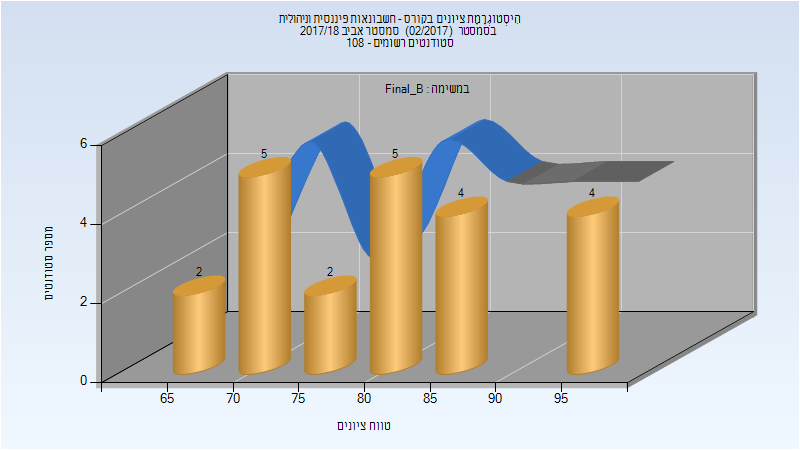 היסטוגרמת ציונים בקורס - חשבונאות פיננסית וניהולית
בסמסטר (02/2017) סמסטר אביב 2017/18
סטודנטים רשומים - 108
במשימה : Final_B
מספר סטודנטים
6
4
2
0
2
5
2
5
4
4
65
70
75
80
85
90
95
טווח ציונים